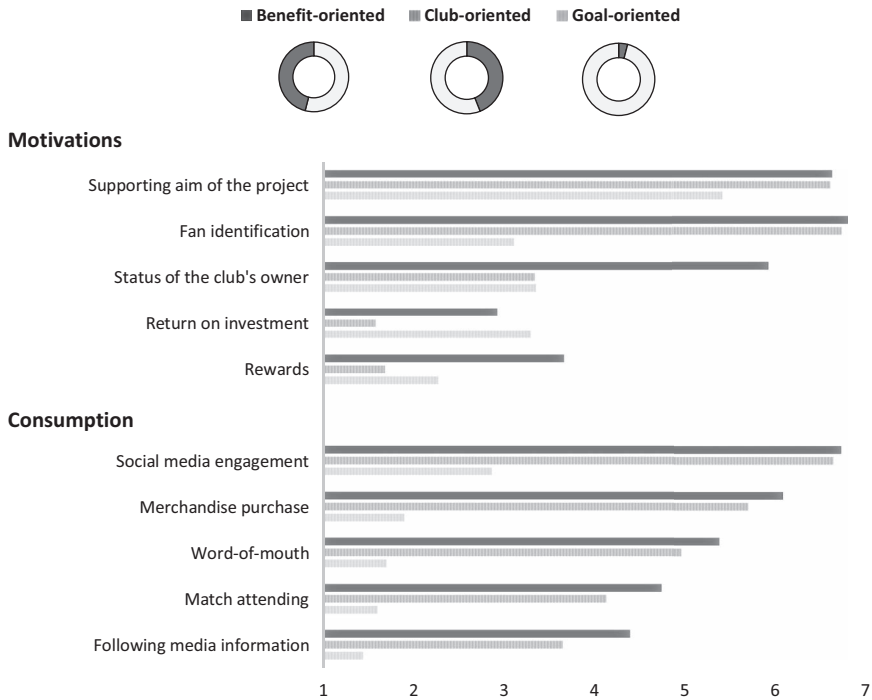 Benefit-oriented Club-oriented Goal-oriented
Motivations
Supporting aim of the project
Fan identification
Status of the club's owner
Return on investment
Rewards
Consumption
Social media engagement
Merchandise purchase
Word-of-mouth
Match attending
Following media information
1 2 3 4 5 6 7